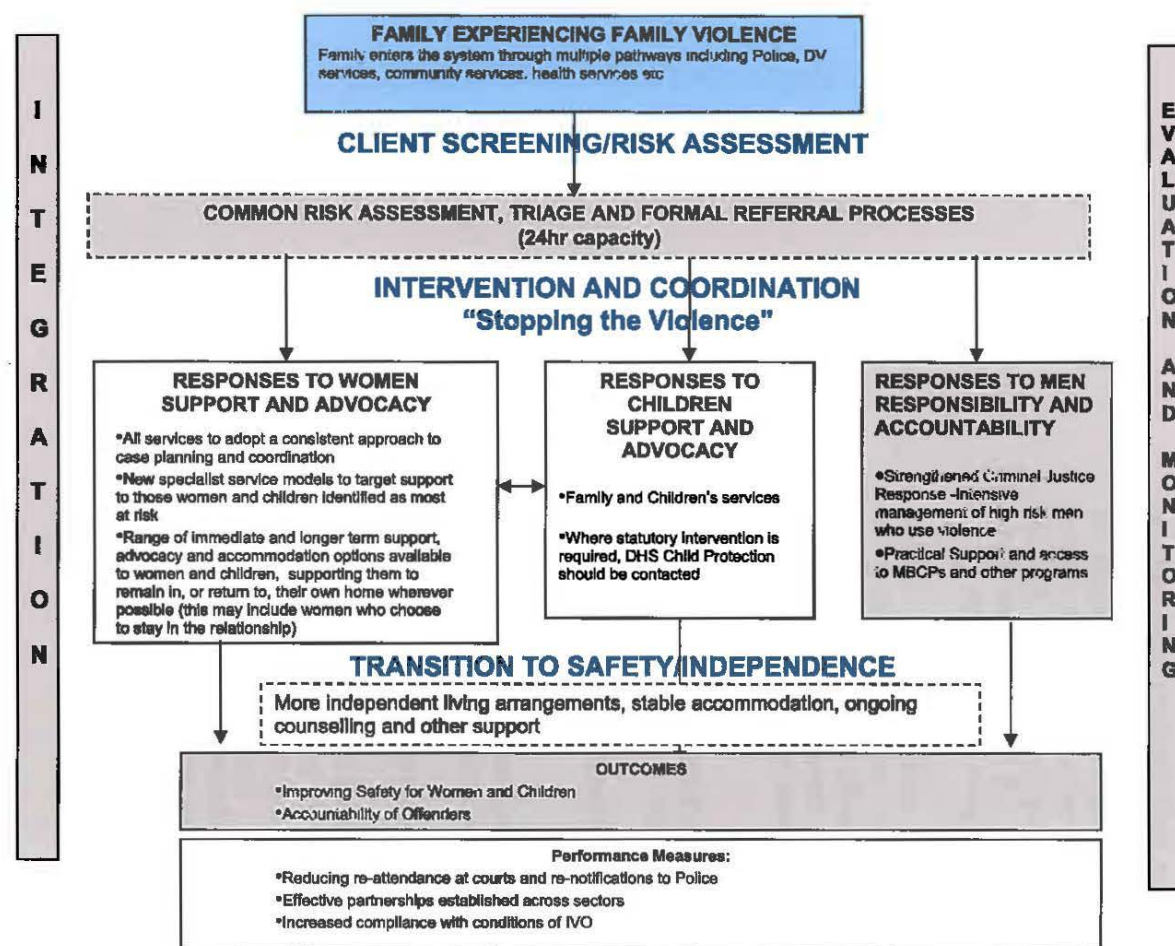 FAMILY EXPERIENCING FAMILY VIOLENCE
Family enters the system through multiple pathways including Police, DV
services, community services, health services etc
CLIENT SCREENING/RISK ASSESSMENT
COMMON RISK ASSESSMENT, TRIAGE AND FORMAL REFERRAL PROCESSES
(24hr capacity)
INTERVENTION AND COORDINATION
“Stopping the Violence”
RESPONSES TO WOMEN
SUPPORT AND ADVOCACY
•All services to adopt a consistent approach to
case planning and coordination
•New specialist service models to target support
to those women and children identified as most
at risk
•Range of immediate and longer term support,
advocacy and accommodation options available
to women and children, supporting them to
remain in, or return to, their own home wherever
possible (this may include women who choose
to stay in the relationship)
RESPONSES TO
CHILDREN
SUPPORT AND
ADVOCACY
•Family and Children's services
•Where statutory intervention is
required, DHS Child Protection
should be contacted
RESPONSES TO MEN
RESPONSIBILITY AND
ACCOUNTABILITY
•Strengthened Criminal Justice
Response -Intensive
management of high risk men
who use violence
•Practical Support and access
to MBCPs and other programs
TRANSITION TO SAFETY/INDEPENDENCE
More independent living arrangements, stable accommodation, ongoing
counselling and other support
OUTCOMES
•Improving Safety for Women and Children
•Accountability of Offenders
Performance Measures:
•Reducing re-attendance at courts and re-notifications to Police
•Effective partnerships established across sectors
•Increased compliance with conditions of IVO
INTEGRATION
EVALUATION AND MONITORING